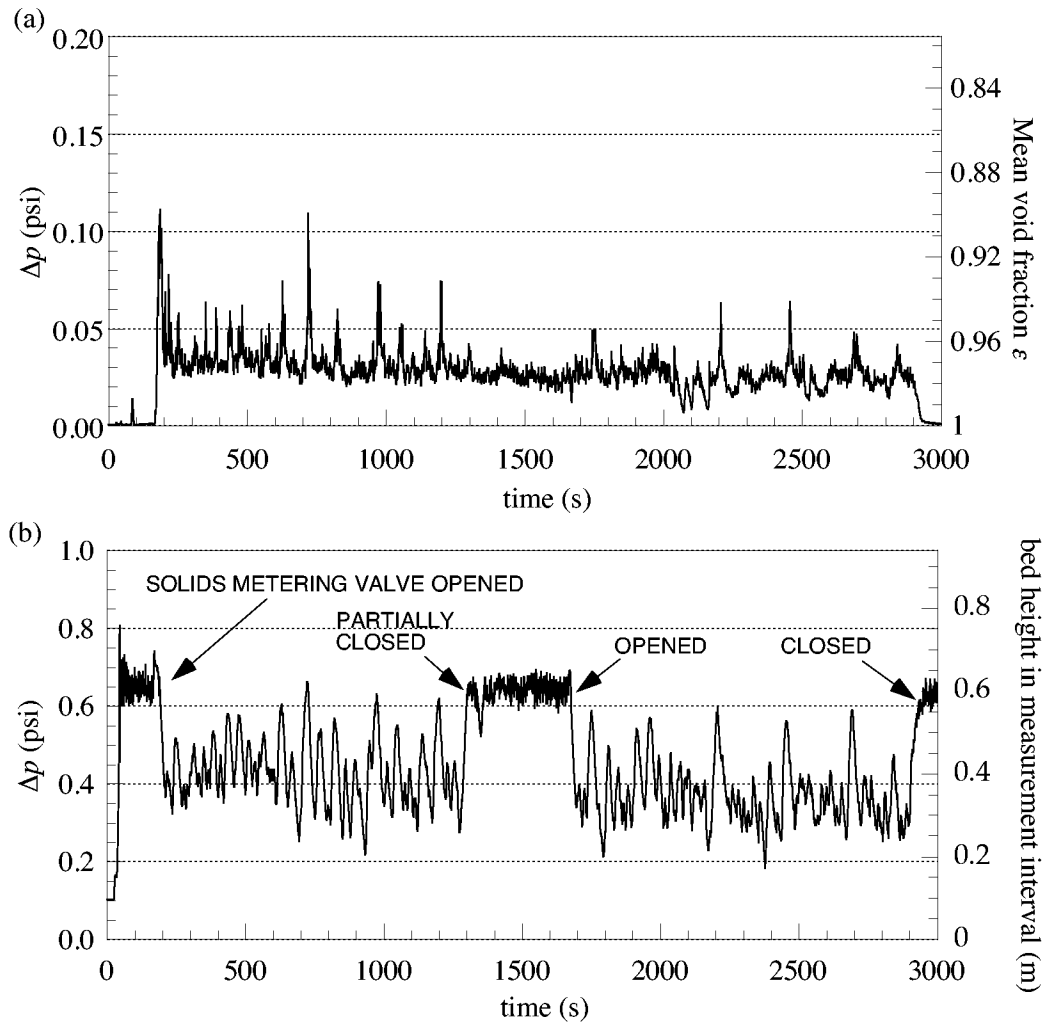 (a)
0.20
0.15
0.10
0.05
0.00
Δp (psi)
0.84
0.88
0.92
0.96
1
Mean void fraction ε
0 500 1000 1500 2000 2500 3000
time (s)
(b)
1.0
0.8
0.6
0.4
0.2
0.0
Δp (psi)
SOLIDS METERING VALVE OPENED
PARTIALLY
CLOSED
OPENED
CLOSED
0.8
0.6
0.4
0.2
0
bed height in measurement interval (m)
0 500 1000 1500 2000 2500 3000
time (s)